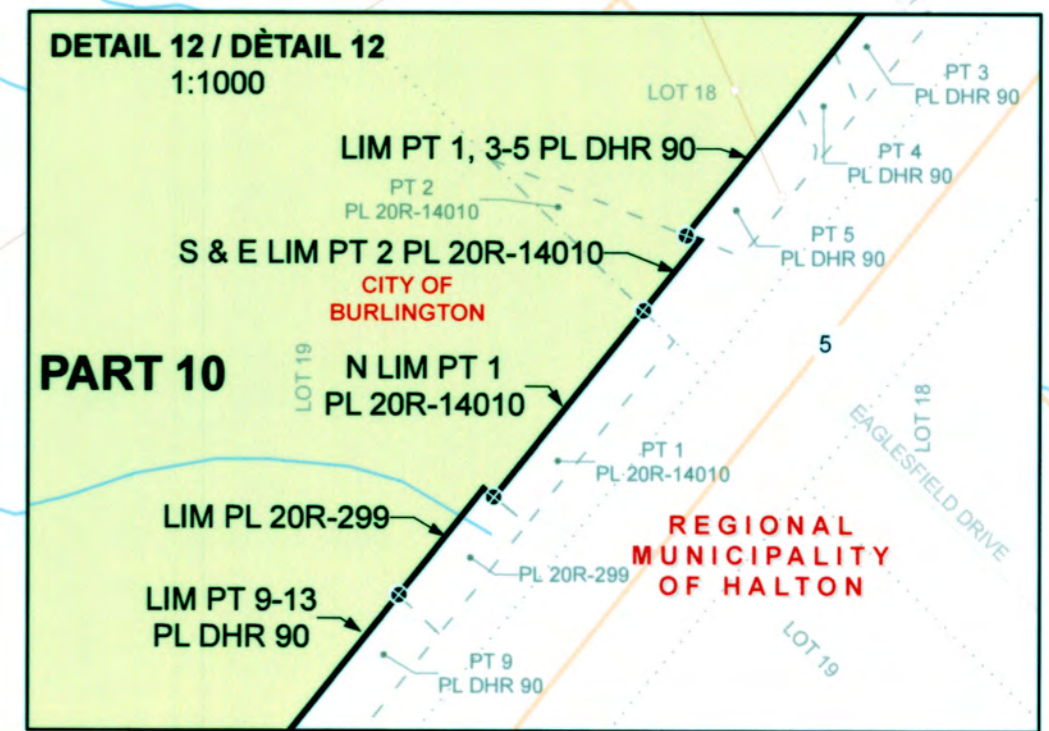 DETAIL 12 / DÈTAIL 12
1:1000
LOT 18
PT 3
PL DHR 90
LIM PT 1, 3-5 PL DHR 90
PT 4
PL DHR 90
PT 2
PL 20R-14010
PT 5
PL DHR 90
S & E LIM PT 2 PL 20R-14010
CITY OF
BURLINGTON
5
PART 10
LOT 19
N LIM PT 1
PL 20R-14010
LOT 18
EAGLESFIELD DRIVE
PT 1
PL 20R-14010
LIM PL 20R-299
REGIONAL
MUNICIPALITY
OF HALTON
PL 20R-299
LIM PT 9-13
PL DHR 90
LOT 19
PT 9
PL DHR 90